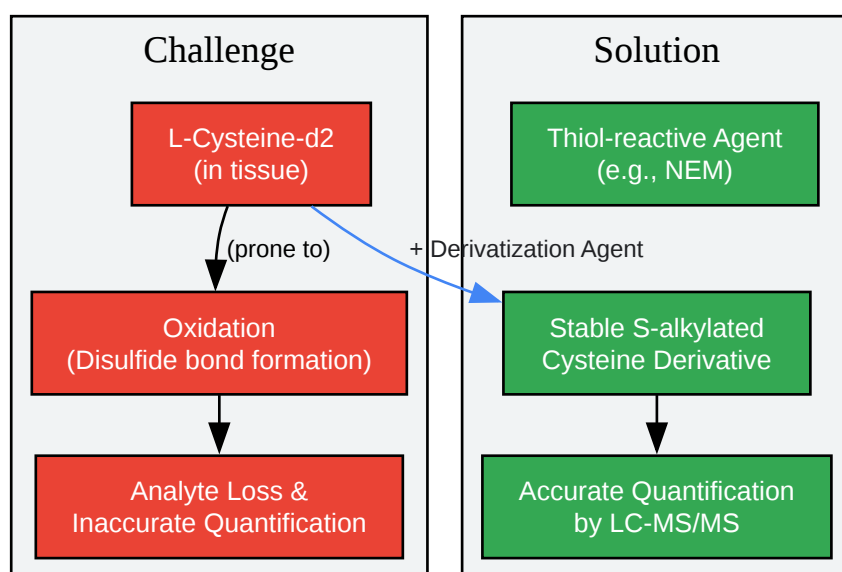 Challenge
L-Cysteine-d2
(in tissue)
(prone to)
Oxidation
(Disulfide bond formation)
Analyte Loss &
Inaccurate Quantification
+ Derivatization Agent
Solution
Thiol-reactive Agent
(e.g., NEM)
Stable S-alkylated
Cysteine Derivative
Accurate Quantification
by LC-MS/MS